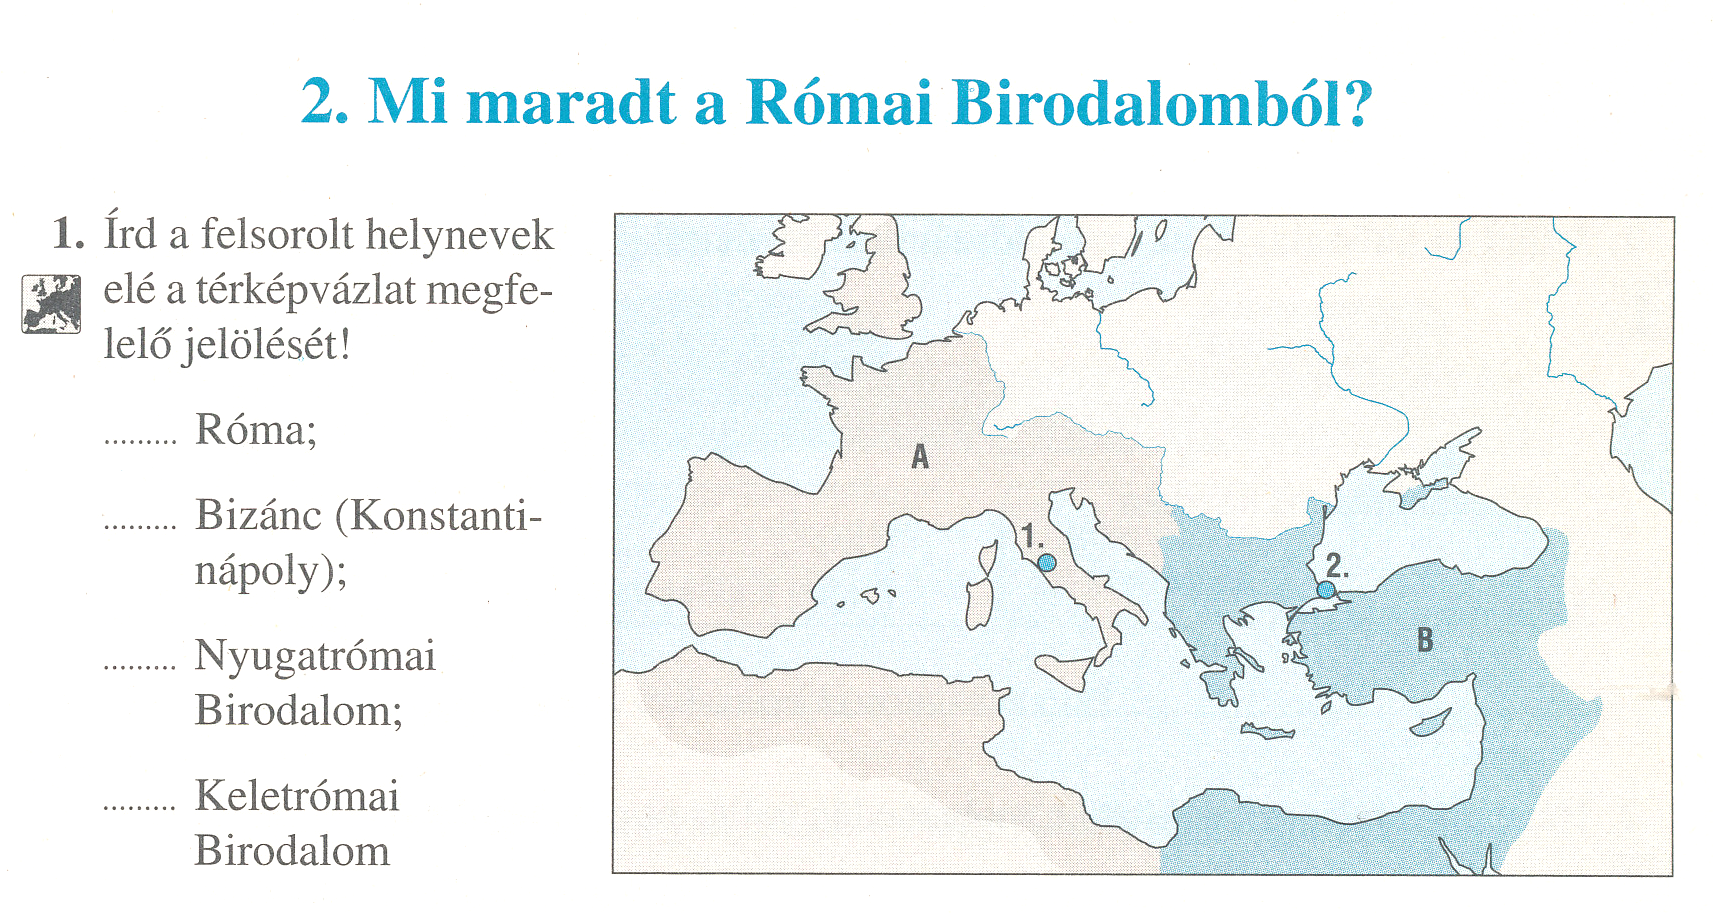 2. Mi maradt a Római Birodalomból?
1. Írd a felsorolt helynevek
elé a térképvázlat megfe-
lelő jelölését!
......... Róma;
......... Bizánc (Konstanti-
nápoly);
......... Nyugatrómai
Birodalom;
......... Keletrómai
Birodalom
A
1.
2.
B